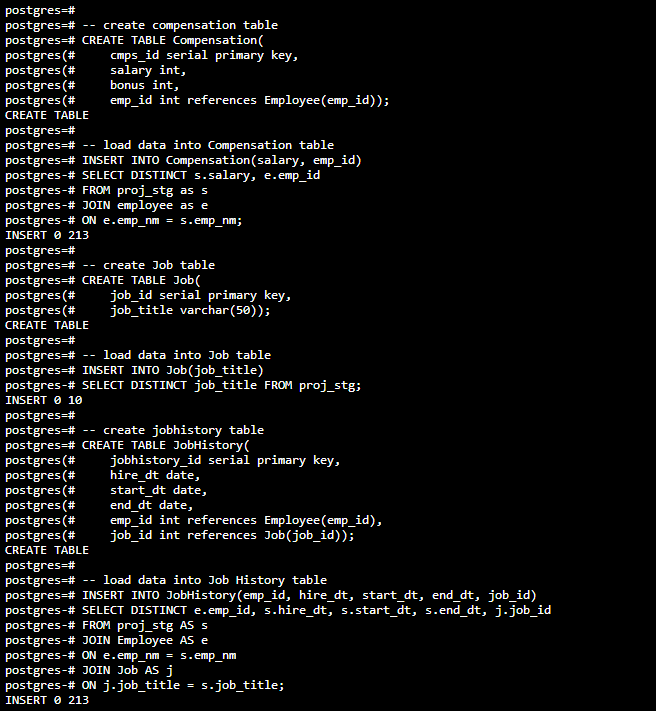 postgres=#
postgres=# -- create compensation table
postgres=# CREATE TABLE Compensation(
postgres(#     cmps_id serial primary key,
postgres(#     salary int,
postgres(#     bonus int,
postgres(#     emp_id int references Employee(emp_id));
CREATE TABLE
postgres=#
postgres=# -- load data into Compensation table
postgres=# INSERT INTO Compensation(salary, emp_id)
postgres-# SELECT DISTINCT s.salary, e.emp_id
postgres-# FROM proj_stg as s
postgres-# JOIN employee as e
postgres-# ON e.emp_nm = s.emp_nm;
INSERT 0 213
postgres=#
postgres=# -- create Job table
postgres=# CREATE TABLE Job(
postgres(#     job_id serial primary key,
postgres(#     job_title varchar(50));
CREATE TABLE
postgres=#
postgres=# -- load data into Job table
postgres=# INSERT INTO Job(job_title)
postgres-# SELECT DISTINCT job_title FROM proj_stg;
INSERT 0 10
postgres=#
postgres=# -- create jobhistory table
postgres=# CREATE TABLE JobHistory(
postgres(#     jobhistory_id serial primary key,
postgres(#     hire_dt date,
postgres(#     start_dt date,
postgres(#     end_dt date,
postgres(#     emp_id int references Employee(emp_id),
postgres(#     job_id int references Job(job_id));
CREATE TABLE
postgres=#
postgres=# -- load data into Job History table
postgres=# INSERT INTO JobHistory(emp_id, hire_dt, start_dt, end_dt, job_id)
postgres-# SELECT DISTINCT e.emp_id, s.hire_dt, s.start_dt, s.end_dt, j.job_id
postgres-# FROM proj_stg AS s
postgres-# JOIN Employee AS e
postgres-# ON e.emp_nm = s.emp_nm
postgres-# JOIN Job AS j
postgres-# ON j.job_title = s.job_title;
INSERT 0 213